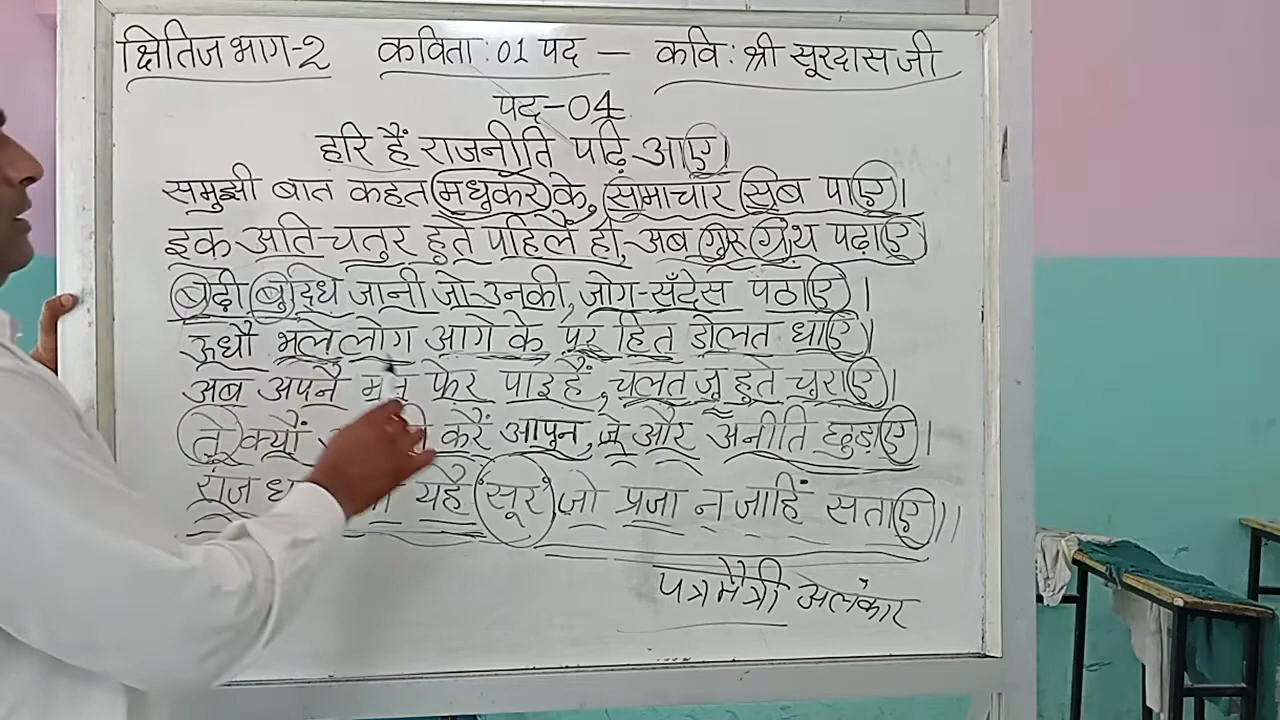 क्षितिज भाग-2 कविता: 01 पद — कवि: श्री सूरदास जी
पद-04
हरि हैं राजनीति पढ़ि आए
समुझी बात कहत मधुकर के, समाचार सब पाए।
इक अति चतुर हुते पहिलैं ही, अब गुरु ग्रंथ पढ़ाए
बढ़ी बुद्धि जानी जो उनकी, जोग-सँदेस पठाए।
ऊधौ भले लोग आगे के पर हित डोलत धाए।
अब अपनै मन फेर पाइहैं, चलत जु हुते चुराए।
ते क्यौं करैं आपुन, जे और अनीति छुड़ाए।
राज यहै 'सूर' जो प्रजा न जाहिं सताए।।
अलंकार